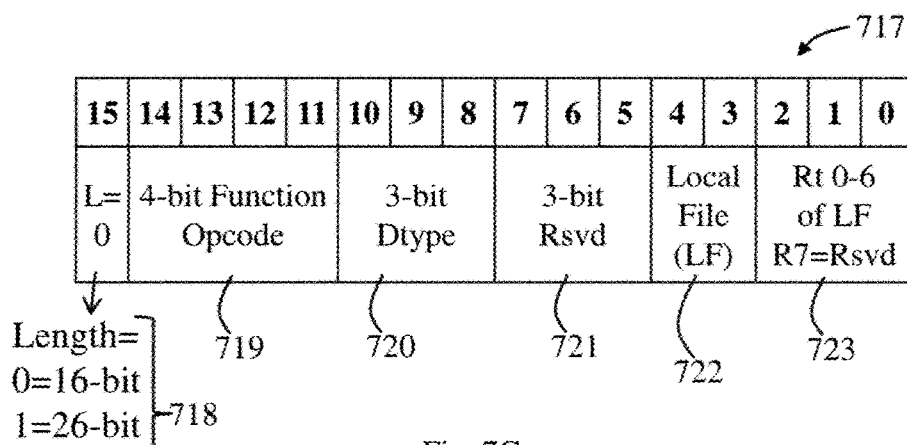 717
15 14 13 12 11 10 9 8 7 6 5 4 3 2 1 0
L= 4-bit Function 3-bit 3-bit Local Rt 0-6
0 Opcode Dtype Rsvd File of LF
(LF) R7=Rsvd
719 720 721 722 723
Length=
0=16-bit
1=26-bit
718